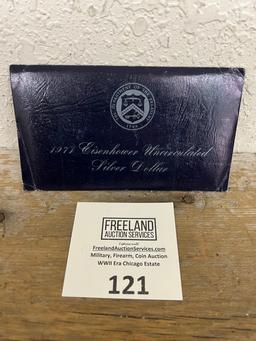 1789
1971 Eisenhower Uncirculated
Silver Dollar
FREELAND
AUCTION SERVICES
FreelandAuctionServices.com
Military, Firearm, Coin Auction
WWII Era Chicago Estate
121